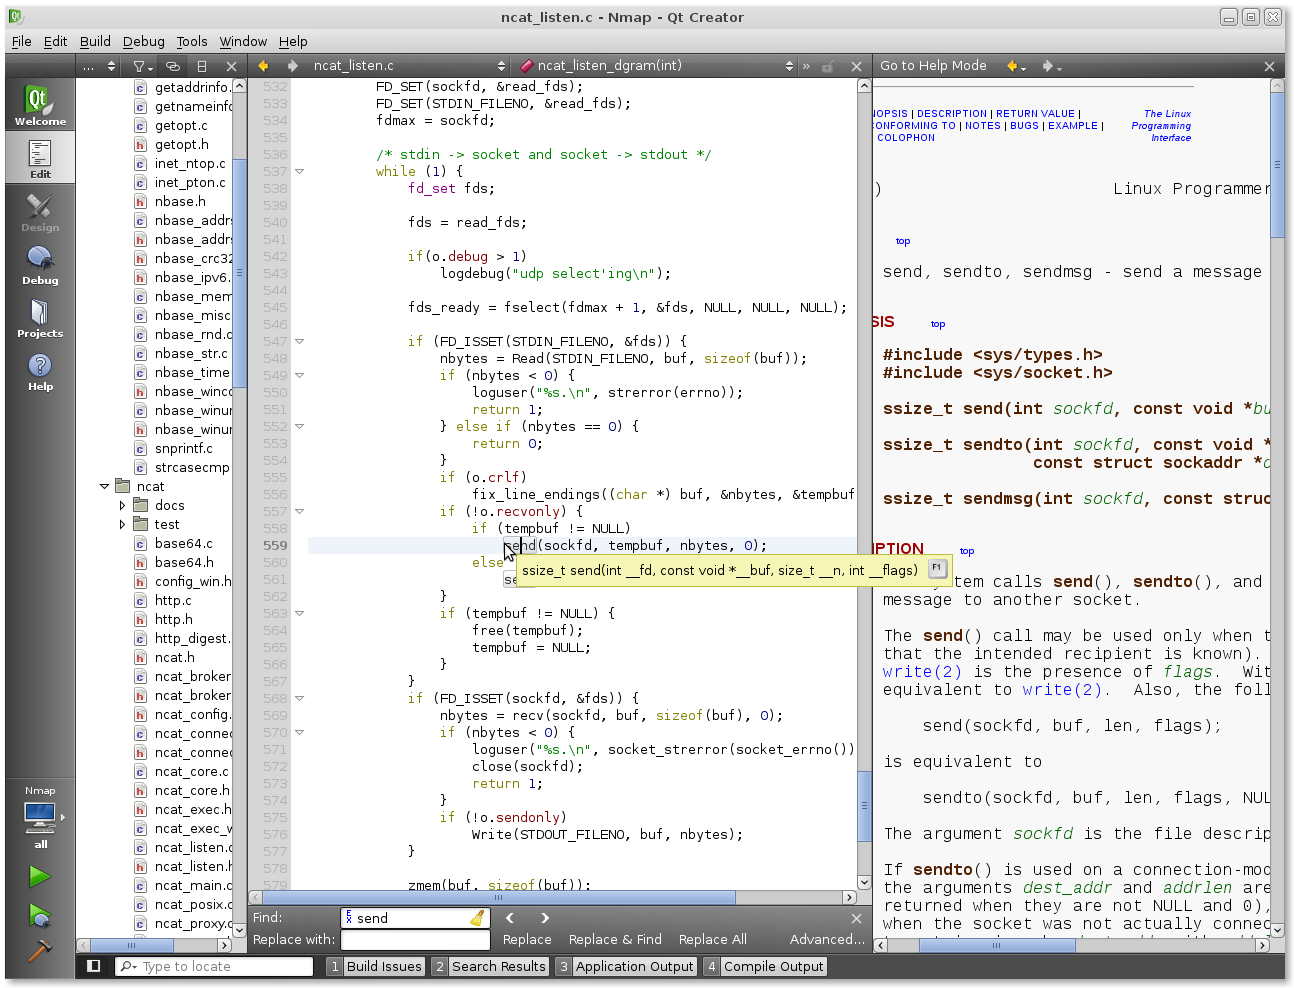 ncat_listen.c - Nmap - Qt Creator
File Edit Build Debug Tools Window Help
... ncat_listen.c ncat_listen_dgram(int) » Go to Help Mode
Welcome
Edit
Design
Debug
Projects
Help
Nmap
all
getaddrinfo.
getnameinfo
getopt.c
getopt.h
inet_ntop.c
inet_pton.c
nbase.h
nbase_addr
nbase_addr
nbase_crc32
nbase_ipv6.
nbase_mem
nbase_misc
nbase_rnd.c
nbase_str.c
nbase_time
nbase_winco
nbase_winun
nbase_winun
snprintf.c
strcasecmp
ncat
docs
test
base64.c
base64.h
config_win.h
http.c
http.h
http_digest.
ncat.h
ncat_broker
ncat_broker
ncat_config.
ncat_connec
ncat_connec
ncat_core.c
ncat_core.h
ncat_exec.h
ncat_exec_w
ncat_listen.c
ncat_listen.h
ncat_main.c
ncat_posix.c
ncat_proxy.c
532 FD_SET(sockfd, &read_fds);
533 FD_SET(STDIN_FILENO, &read_fds);
534 fdmax = sockfd;
535
536 /* stdin -> socket and socket -> stdout */
537 while (1) {
538 fd_set fds;
539
540 fds = read_fds;
541
542 if(o.debug > 1)
543 logdebug("udp select'ing\n");
544
545 fds_ready = fselect(fdmax + 1, &fds, NULL, NULL, NULL);
546
547 if (FD_ISSET(STDIN_FILENO, &fds)) {
548 nbytes = Read(STDIN_FILENO, buf, sizeof(buf));
549 if (nbytes < 0) {
550 loguser("%s.\n", strerror(errno));
551 return 1;
552 } else if (nbytes == 0) {
553 return 0;
554 }
555 if (o.crlf)
556 fix_line_endings((char *) buf, &nbytes, &tempbuf
557 if (!o.recvonly) {
558 if (tempbuf != NULL)
559 send(sockfd, tempbuf, nbytes, 0);
560 else
561 se
562 }
563 if (tempbuf != NULL) {
564 free(tempbuf);
565 tempbuf = NULL;
566 }
567 }
568 if (FD_ISSET(sockfd, &fds)) {
569 nbytes = recv(sockfd, buf, sizeof(buf), 0);
570 if (nbytes < 0) {
571 loguser("%s.\n", socket_strerror(socket_errno())
572 close(sockfd);
573 return 1;
574 }
575 if (!o.sendonly)
576 Write(STDOUT_FILENO, buf, nbytes);
577 }
578
579 zmem(buf, sizeof(buf));
ssize_t send(int __fd, const void *__buf, size_t __n, int __flags) F1
NOPSIS | DESCRIPTION | RETURN VALUE |
CONFORMING TO | NOTES | BUGS | EXAMPLE |
COLOPHON
The Linux
Programming
Interface
) Linux Programmer
top
send, sendto, sendmsg - send a message
SIS top
#include <sys/types.h>
#include <sys/socket.h>
ssize_t send(int sockfd, const void *bu
ssize_t sendto(int sockfd, const void *
const struct sockaddr *d
ssize_t sendmsg(int sockfd, const struc
IPTION top
tem calls send(), sendto(), and
message to another socket.
The send() call may be used only when t
that the intended recipient is known).
write(2) is the presence of flags. Wit
equivalent to write(2). Also, the foll
send(sockfd, buf, len, flags);
is equivalent to
sendto(sockfd, buf, len, flags, NUL
The argument sockfd is the file descrip
If sendto() is used on a connection-mod
the arguments dest_addr and addrlen are
returned when they are not NULL and 0),
when the socket was not actually connec
Find: send
Replace with: Replace Replace & Find Replace All Advanced...
Type to locate 1 Build Issues 2 Search Results 3 Application Output 4 Compile Output